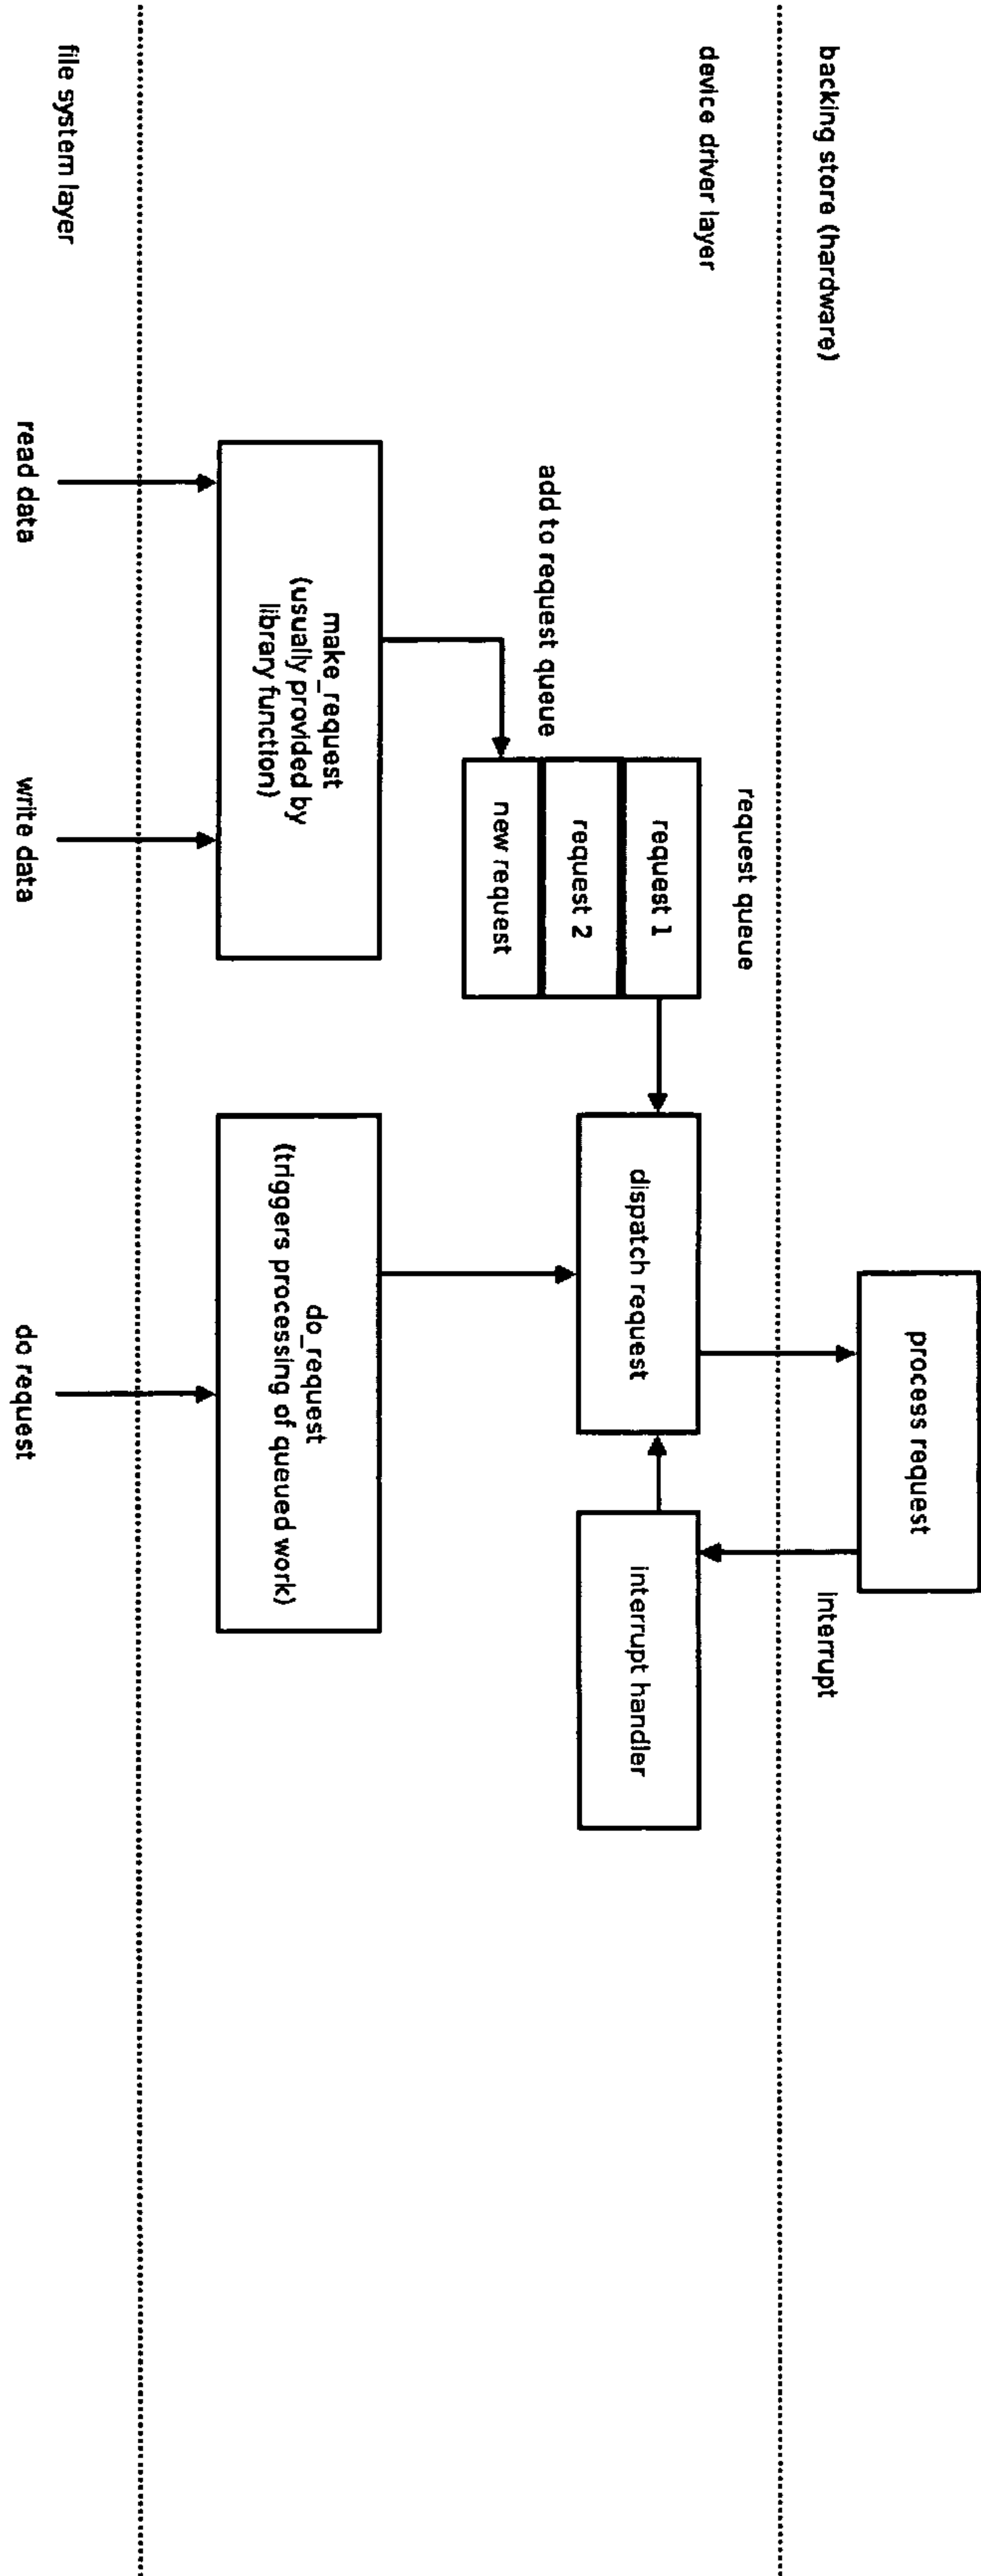 process request
backing store (hardware)
interrupt
request queue
device driver layer
request 1
request 2
new request
dispatch request
interrupt handler
add to request queue
make_request
(usually provided by
library function)
do_request
(triggers processing of queued work)
file system layer
read data
write data
do request